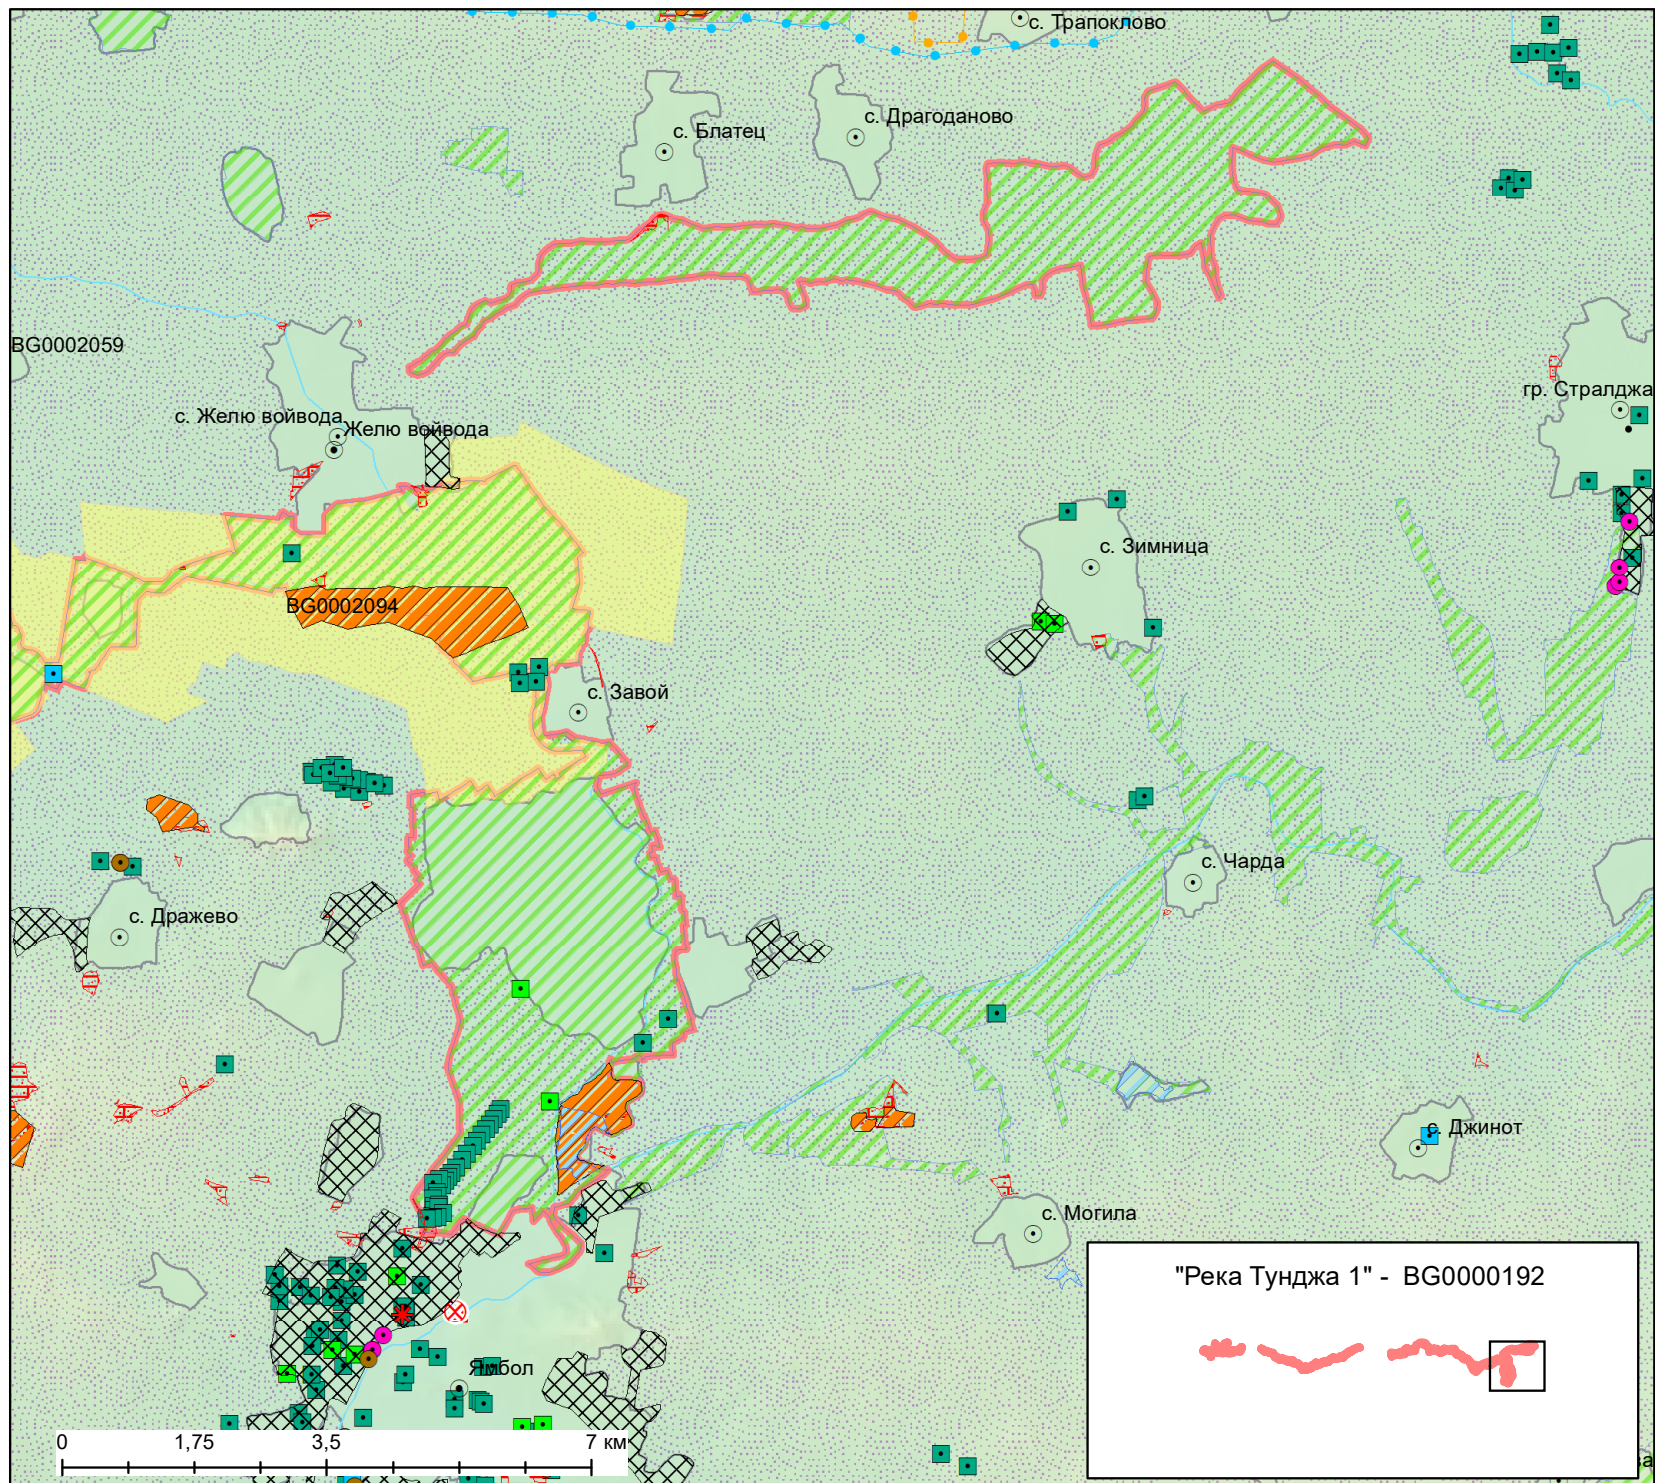 с. Трапоклово
с. Драгоданово
с. Блатец
BG0002059
гр. Стралджа
с. Желю войвода
Желю войвода
с. Зимница
BG0002094
с. Завой
с. Чарда
с. Дражево
с. Джинот
с. Могила
"Река Тунджа 1" - BG0000192
Ямбол
0 1,75 3,5 7 км